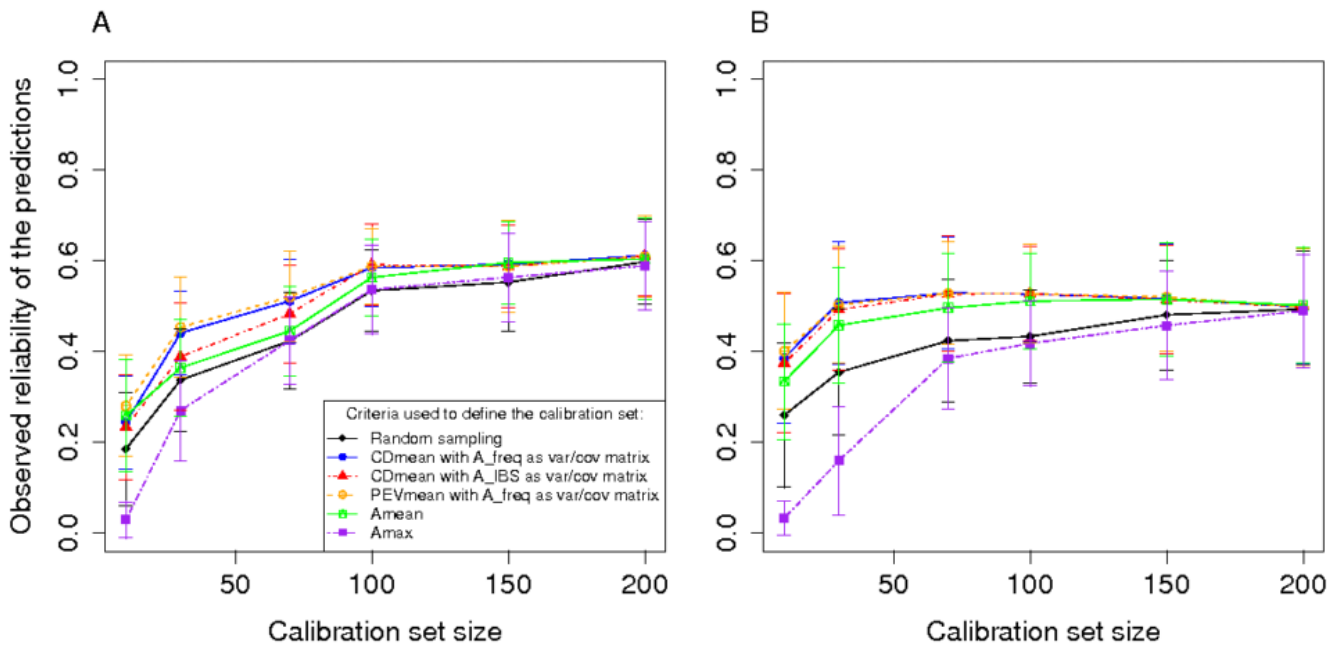 A
B
Observed reliability of the predictions
1.0
0.8
0.6
0.4
0.2
0.0
Criteria used to define the calibration set:
Random sampling
CDmean with A_freq as var/cov matrix
CDmean with A_IBS as var/cov matrix
PEVmean with A_freq as var/cov matrix
Amean
Amax
50
100
150
200
Calibration set size
1.0
0.8
0.6
0.4
0.2
0.0
50
100
150
200
Calibration set size